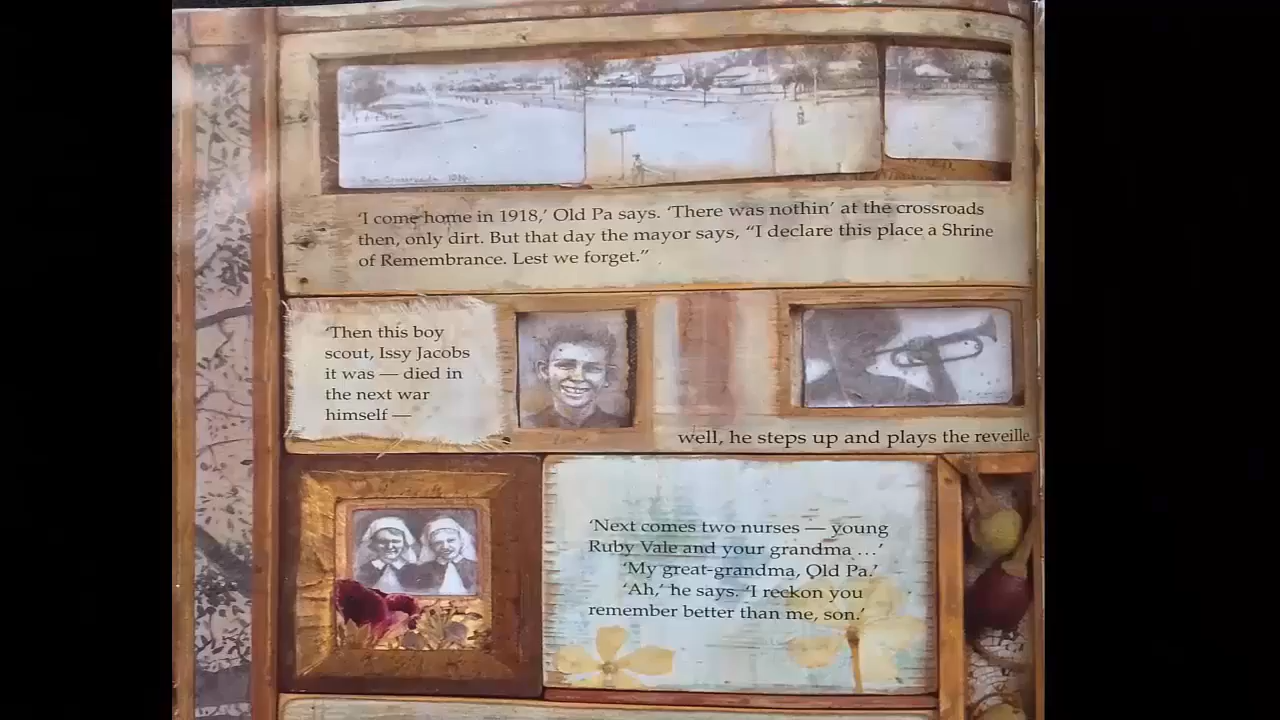 ‘I come home in 1918,’ Old Pa says. ‘There was nothin’ at the crossroads
then, only dirt. But that day the mayor says, “I declare this place a Shrine
of Remembrance. Lest we forget.”
‘Then this boy
scout, Issy Jacobs
it was — died in
the next war
himself —
well, he steps up and plays the reveille
‘Next comes two nurses — young
Ruby Vale and your grandma …’
‘My great-grandma, Old Pa.’
‘Ah,’ he says. ‘I reckon you
remember better than me, son.’